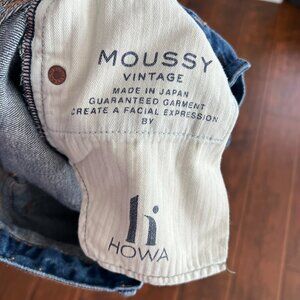 MOUSSY
VINTAGE
MADE IN JAPAN
GUARANTEED GARMENT
CREATE A FACIAL EXPRESSION
BY
HOWA